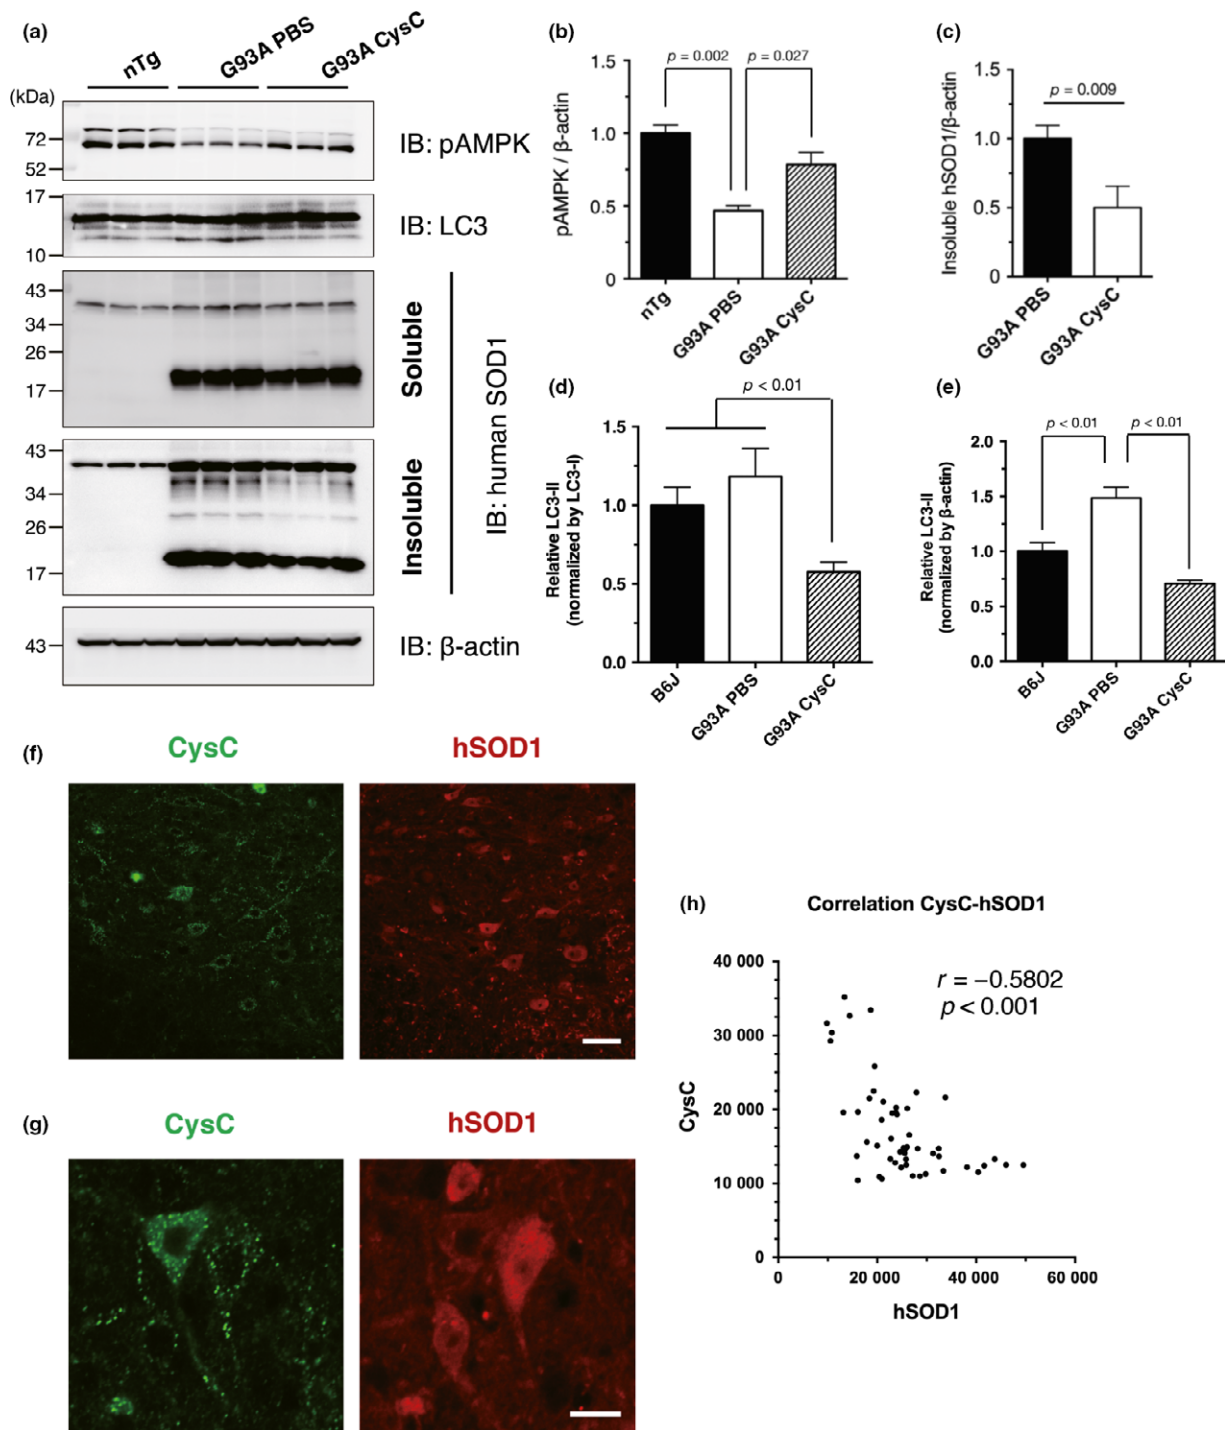 (a)
nTg
G93A PBS
G93A CysC
(kDa)
72
52
IB: pAMPK
17
10
IB: LC3
43
34
26
17
Soluble
43
34
26
17
Insoluble
IB: human SOD1
43
IB: β-actin
(b)
p = 0.002
p = 0.027
1.5
1.0
0.5
0
pAMPK / β-actin
nTg
G93A PBS
G93A CysC
(c)
1.5
p = 0.009
1.0
0.5
0
Insoluble hSOD1/β-actin
G93A PBS
G93A CysC
(d)
p < 0.01
1.5
1.0
0.5
0.0
Relative LC3-II
(normalized by LC3-I)
B6J
G93A PBS
G93A CysC
(e)
p < 0.01
p < 0.01
2.0
1.5
1.0
0.5
0.0
Relative LC3-II
(normalized by β-actin)
B6J
G93A PBS
G93A CysC
(f)
CysC
hSOD1
(g)
CysC
hSOD1
(h)
Correlation CysC-hSOD1
r = −0.5802
p < 0.001
40 000
30 000
20 000
10 000
0
CysC
0
20 000
40 000
60 000
hSOD1